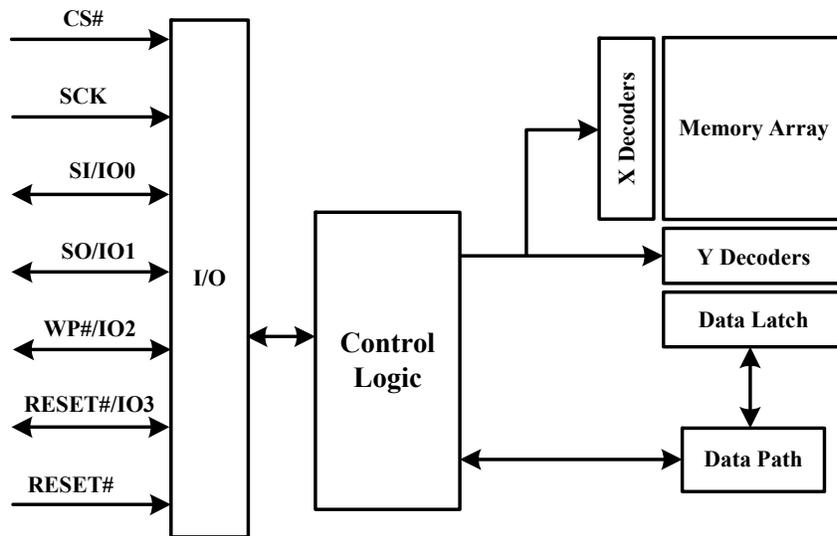 CS#
SCK
SI/IO0
SO/IO1
WP#/IO2
RESET#/IO3
RESET#
I/O
Control
Logic
X Decoders
Memory Array
Y Decoders
Data Latch
Data Path